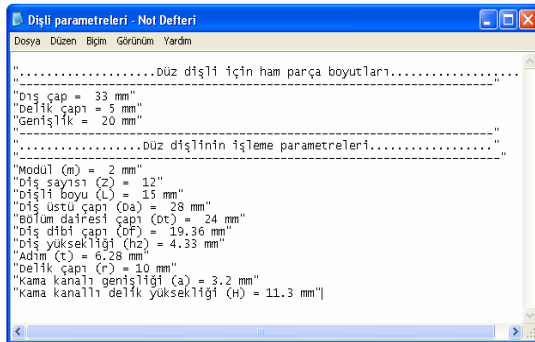 Dişli parametreleri - Not Defteri
Dosya Düzen Biçim Görünüm Yardım
"....................Düz dişli için ham parça boyutları...................
"----------------------------------------------------------------------"
"Dış çap =  33 mm"
"Delik çapı = 5 mm"
"Genişlik =  20 mm"
"----------------------------------------------------------------------"
"..................Düz dişlinin işleme parametreleri.................."
"-----------------------------------------------------------------------"
"Modül (m) =  2 mm"
"Diş sayısı (Z) =  12"
"Dişli boyu (L) =  15 mm"
"Diş üstü çapı (Da) =  28 mm"
"Bölüm dairesi çapı (Dt) =  24 mm"
"Diş dibi çapı (Df) =  19.36 mm"
"Diş yüksekliği (hz) = 4.33 mm"
"Adım (t) = 6.28 mm"
"Delik çapı (r) = 10 mm"
"Kama kanalı genişliği (a) = 3.2 mm"
"Kama kanallı delik yüksekliği (H) = 11.3 mm"